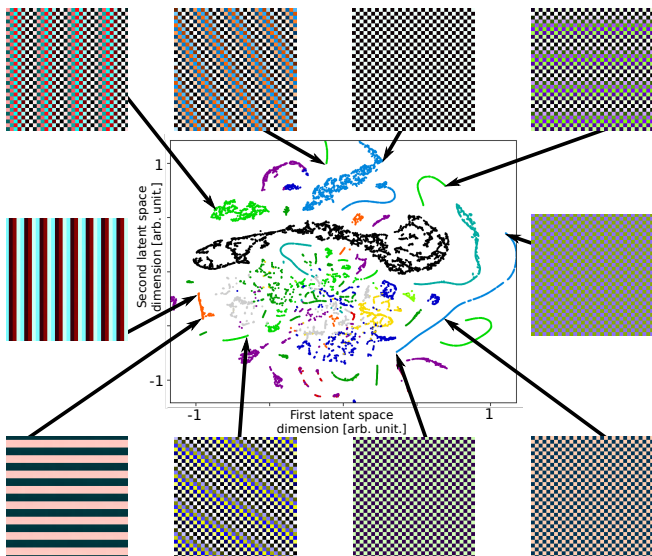 1
Second latent space
dimension [arb. unit.]
-1
-1
First latent space
dimension [arb. unit.]
1